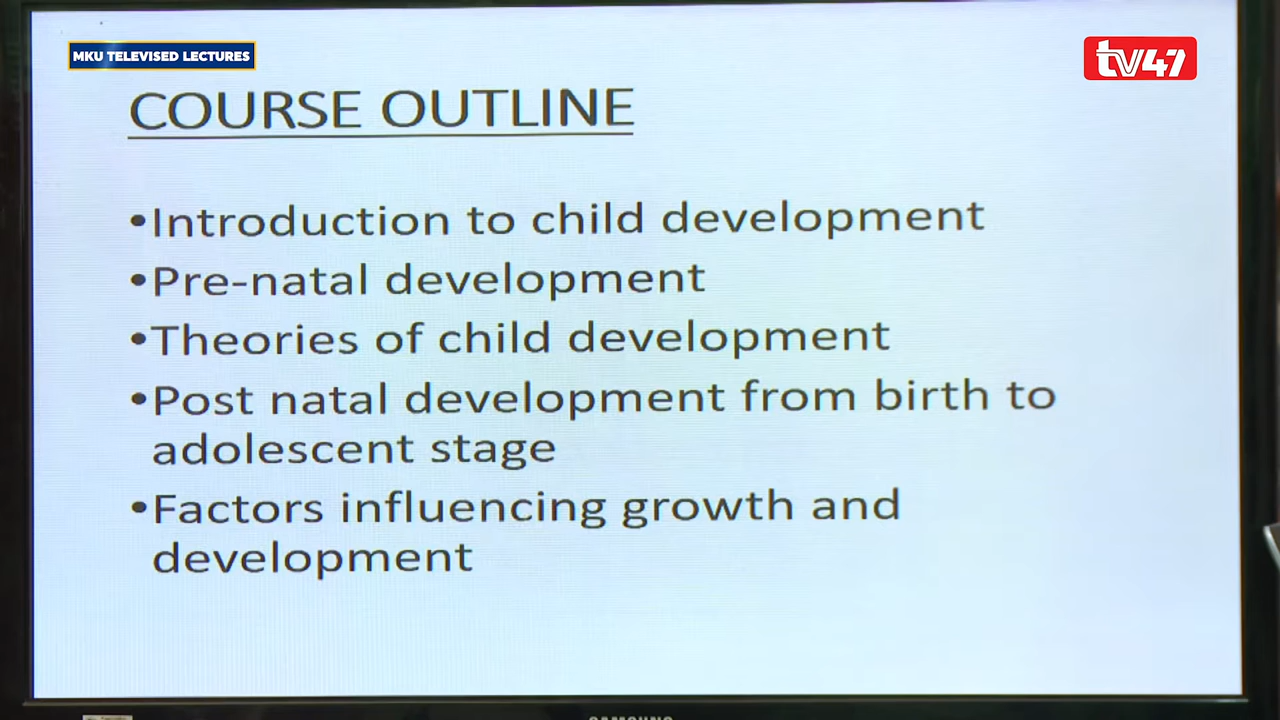 MKU TELEVISED LECTURES
tv47
COURSE OUTLINE
•Introduction to child development
•Pre-natal development
•Theories of child development
•Post natal development from birth to
adolescent stage
•Factors influencing growth and
development
SAMSUNG